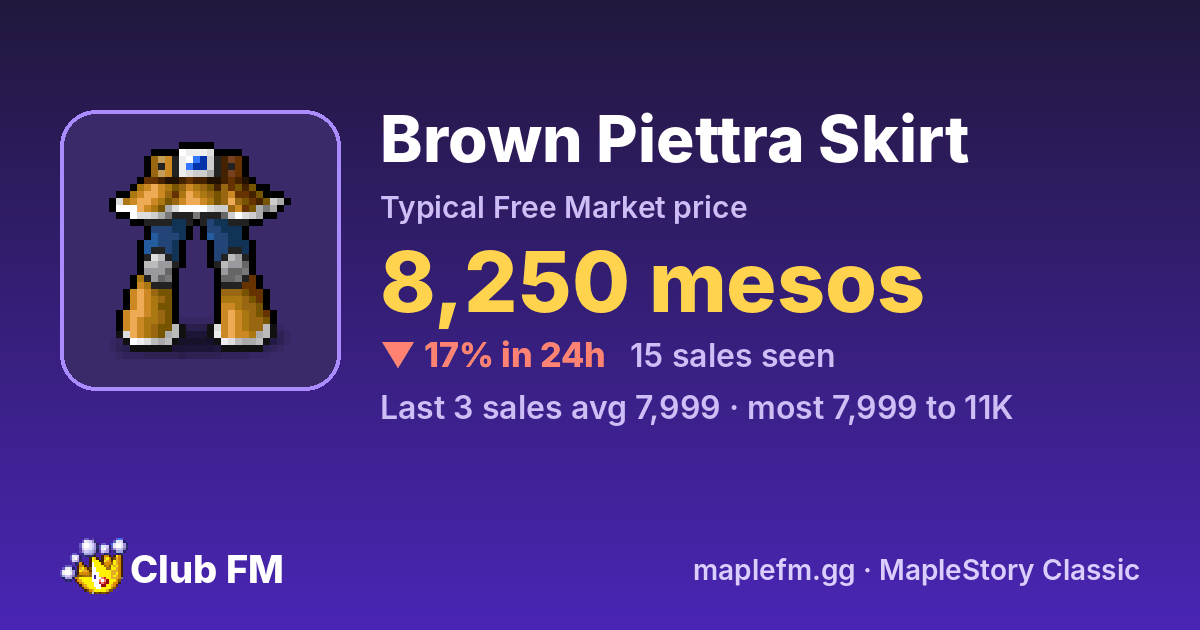 Brown Piettra Skirt
Typical Free Market price
8,250 mesos
▼ 17% in 24h 15 sales seen
Last 3 sales avg 7,999 · most 7,999 to 11K
Club FM
maplefm.gg · MapleStory Classic